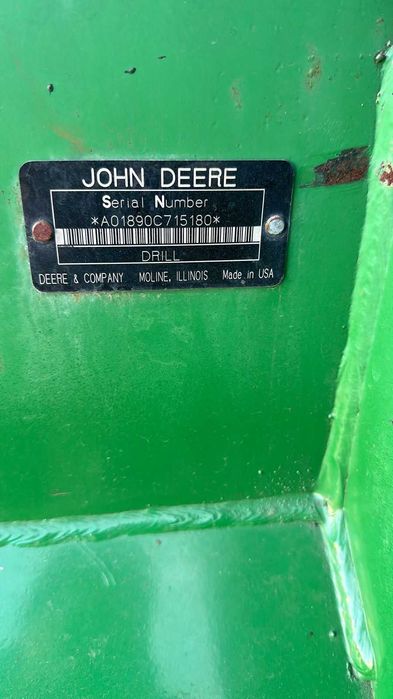 JOHN DEERE
Serial Number
*A01890C715180*
DRILL
DEERE & COMPANY MOLINE, ILLINOIS Made in USA